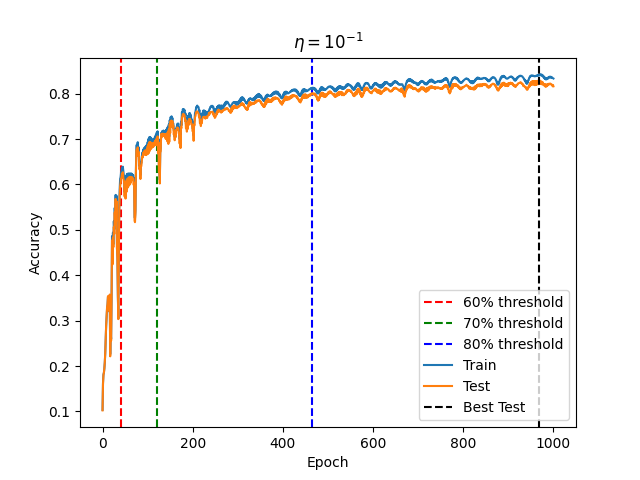 η = 10⁻¹
Accuracy
0.8
0.7
0.6
0.5
0.4
0.3
0.2
0.1
60% threshold
70% threshold
80% threshold
Train
Test
Best Test
0 200 400 600 800 1000
Epoch